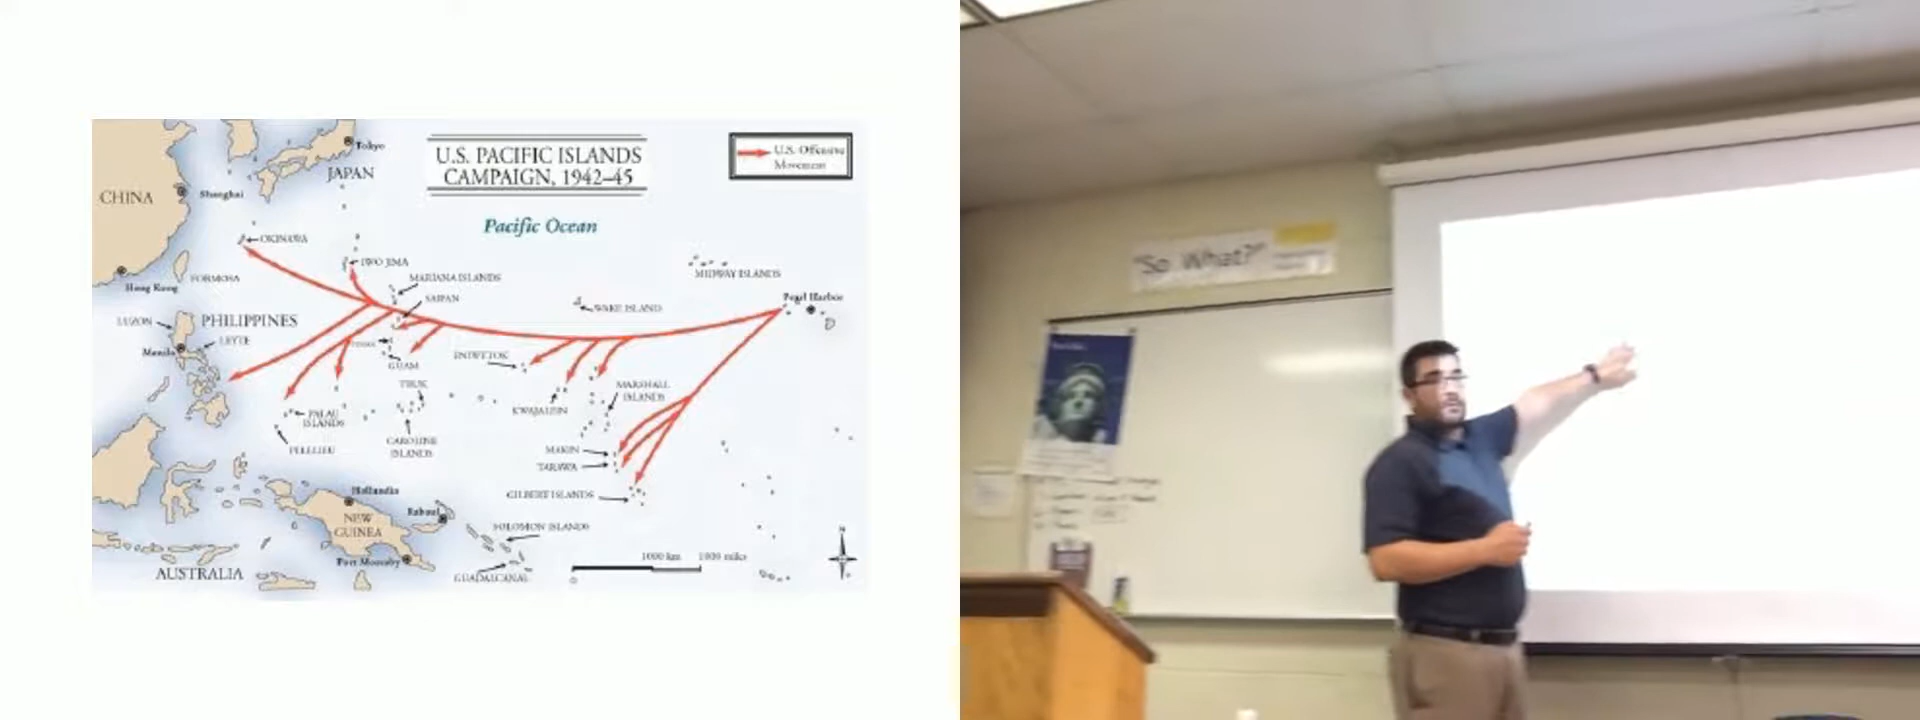 U.S. PACIFIC ISLANDS
CAMPAIGN, 1942–45
U.S. Offensive
Movement
Tokyo
JAPAN
CHINA
Shanghai
Pacific Ocean
OKINAWA
IWO JIMA
MARIANA ISLANDS
MIDWAY ISLANDS
FORMOSA
Hong Kong
SAIPAN
WAKE ISLAND
Pearl Harbor
LUZON
PHILIPPINES
LEYTE
Manila
GUAM
ENIWETOK
TRUK
MARSHALL
ISLANDS
KWAJALEIN
PALAU
ISLANDS
PELELIEU
CAROLINE
ISLANDS
MAKIN
TARAWA
GILBERT ISLANDS
Hollandia
NEW
GUINEA
Rabaul
SOLOMON ISLANDS
Port Moresby
GUADALCANAL
AUSTRALIA
N
0
1000 km
1000 miles
"So What?"